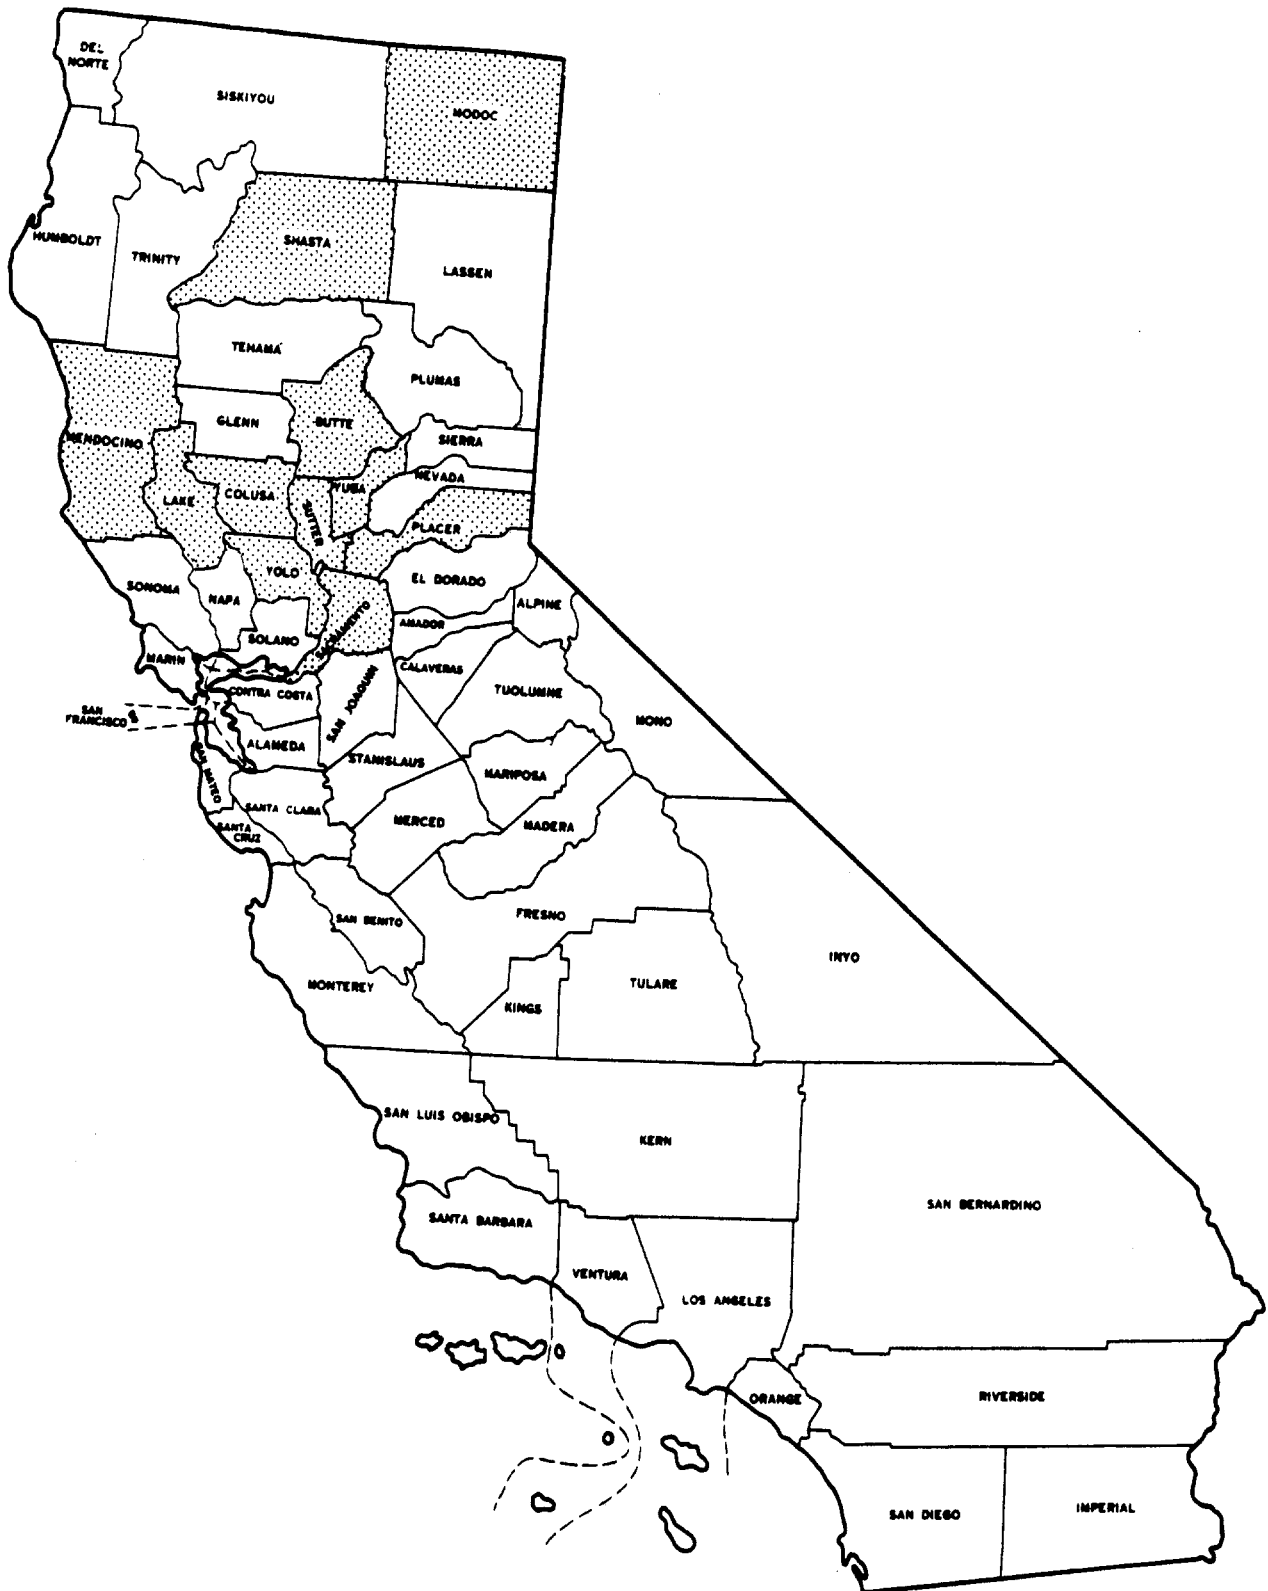 DEL
NORTE
SISKIYOU
MODOC
HUMBOLDT
TRINITY
SHASTA
LASSEN
TEHAMA
PLUMAS
MENDOCINO
GLENN
BUTTE
SIERRA
LAKE
COLUSA
SUTTER
YUBA
NEVADA
PLACER
SONOMA
NAPA
YOLO
EL DORADO
SACRAMENTO
AMADOR
ALPINE
SOLANO
MARIN
CONTRA COSTA
SAN JOAQUIN
CALAVERAS
TUOLUMNE
MONO
SAN
FRANCISCO
ALAMEDA
STANISLAUS
MARIPOSA
SAN MATEO
SANTA CLARA
SANTA
CRUZ
MERCED
MADERA
SAN BENITO
FRESNO
MONTEREY
KINGS
TULARE
INYO
SAN LUIS OBISPO
KERN
SAN BERNARDINO
SANTA BARBARA
VENTURA
LOS ANGELES
ORANGE
RIVERSIDE
SAN DIEGO
IMPERIAL